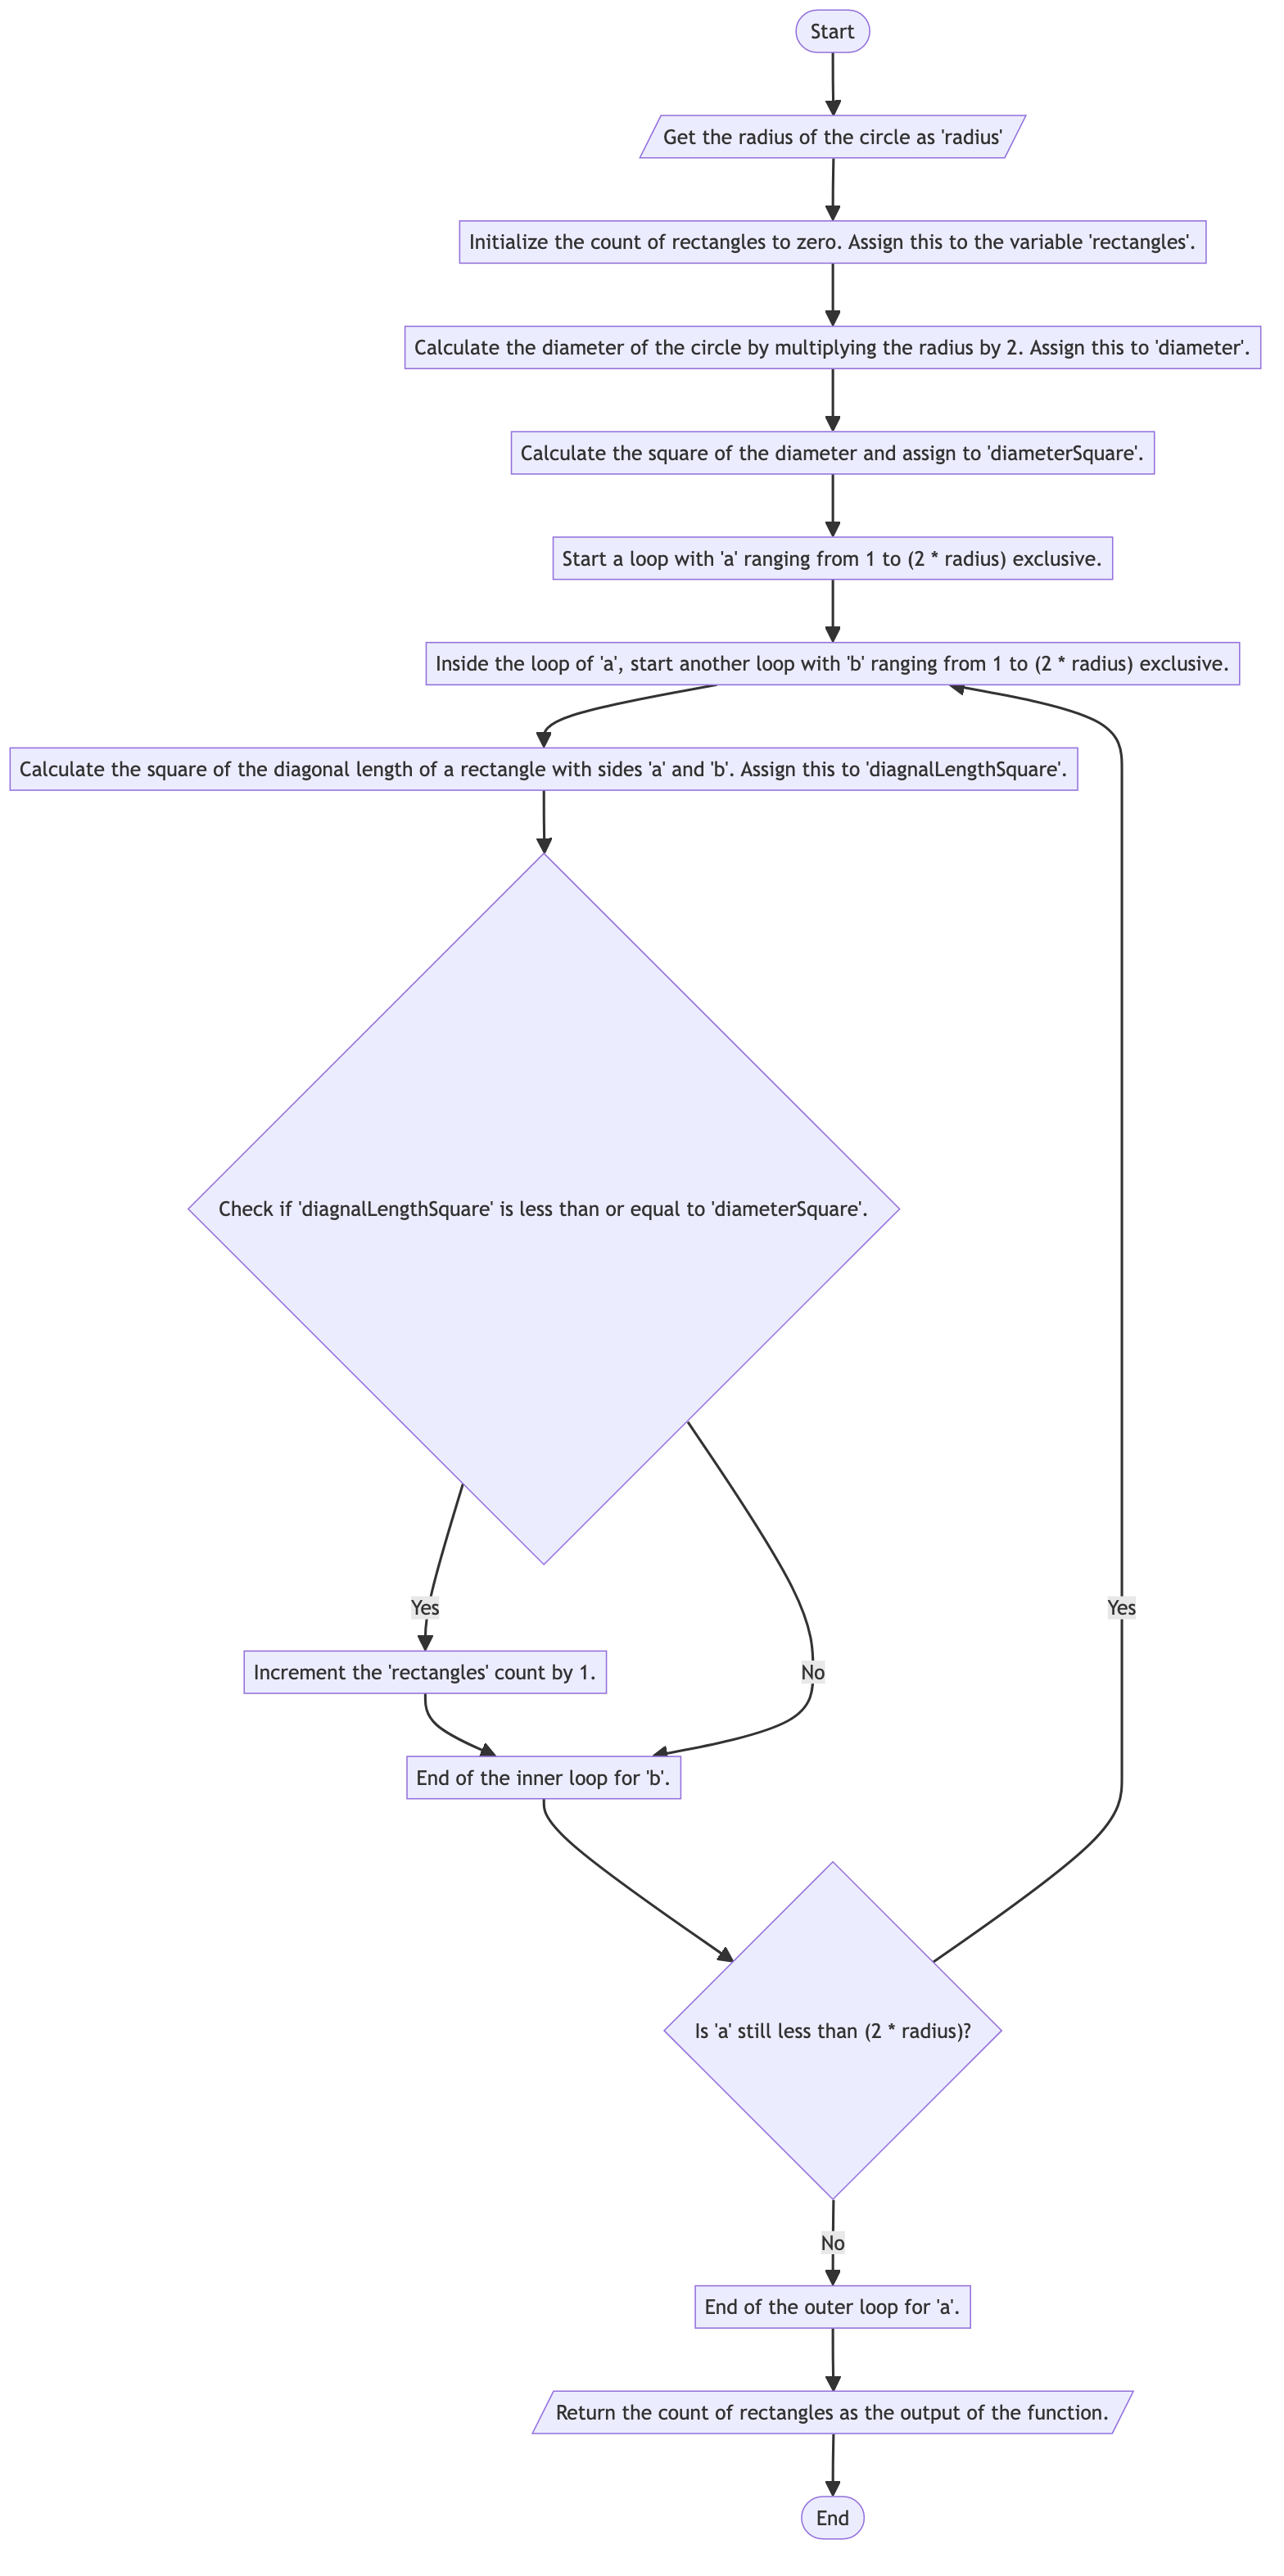 Start
Get the radius of the circle as 'radius'
Initialize the count of rectangles to zero. Assign this to the variable 'rectangles'.
Calculate the diameter of the circle by multiplying the radius by 2. Assign this to 'diameter'.
Calculate the square of the diameter and assign to 'diameterSquare'.
Start a loop with 'a' ranging from 1 to (2 * radius) exclusive.
Inside the loop of 'a', start another loop with 'b' ranging from 1 to (2 * radius) exclusive.
Calculate the square of the diagonal length of a rectangle with sides 'a' and 'b'. Assign this to 'diagnalLengthSquare'.
Check if 'diagnalLengthSquare' is less than or equal to 'diameterSquare'.
Yes
Yes
Increment the 'rectangles' count by 1.
No
End of the inner loop for 'b'.
Is 'a' still less than (2 * radius)?
No
End of the outer loop for 'a'.
Return the count of rectangles as the output of the function.
End